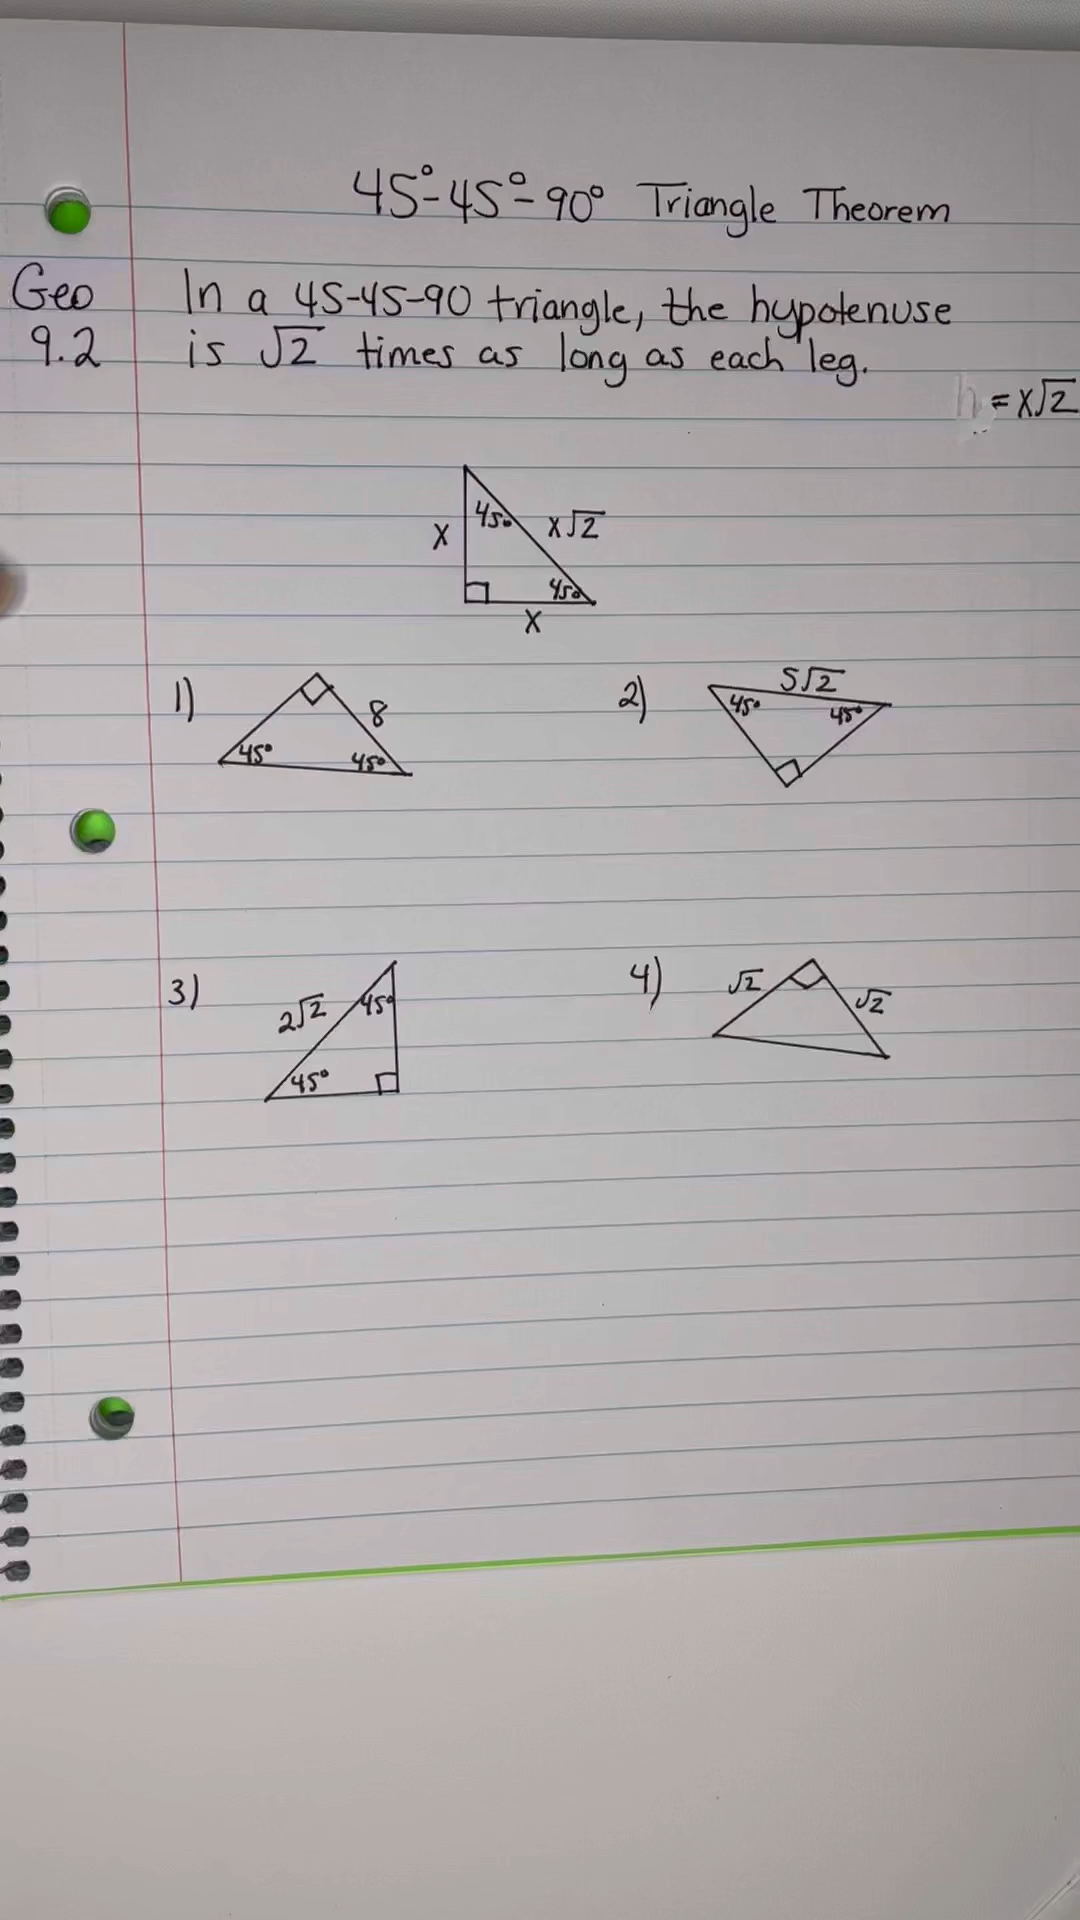 45°-45°-90° Triangle Theorem
Geo
9.2
In a 45-45-90 triangle, the hypotenuse
is √2 times as long as each leg.
h = x√2
45°
x
x√2
45°
x
1)
8
45°
45°
2)
5√2
45°
45°
3)
2√2
45°
45°
4)
√2
√2